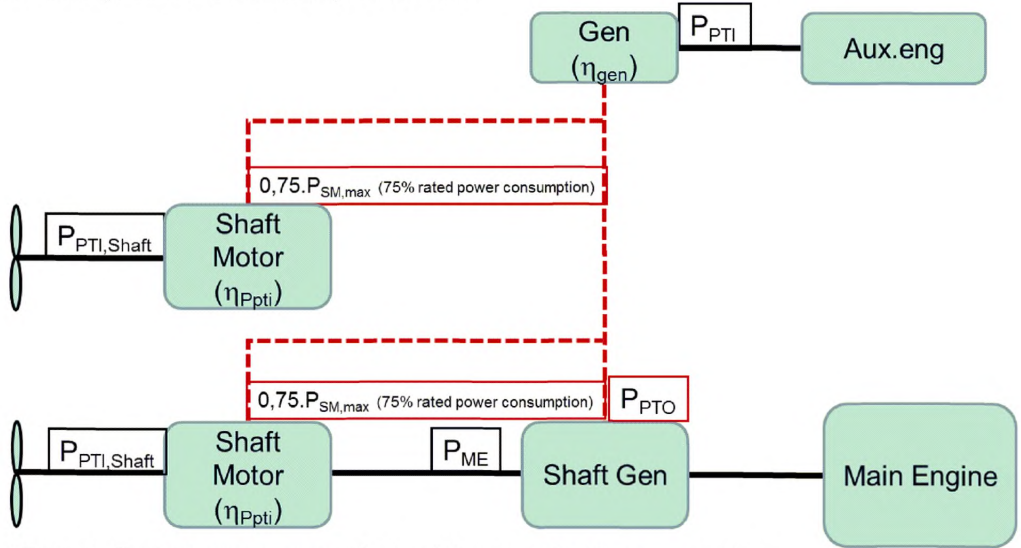 Gen
(ηgen)
PPTI
Aux.eng
0,75.PSM,max (75% rated power consumption)
PPTI,Shaft
Shaft
Motor
(ηPpti)
0,75.PSM,max (75% rated power consumption)
PPTO
PPTI,Shaft
Shaft
Motor
(ηPpti)
PME
Shaft Gen
Main Engine